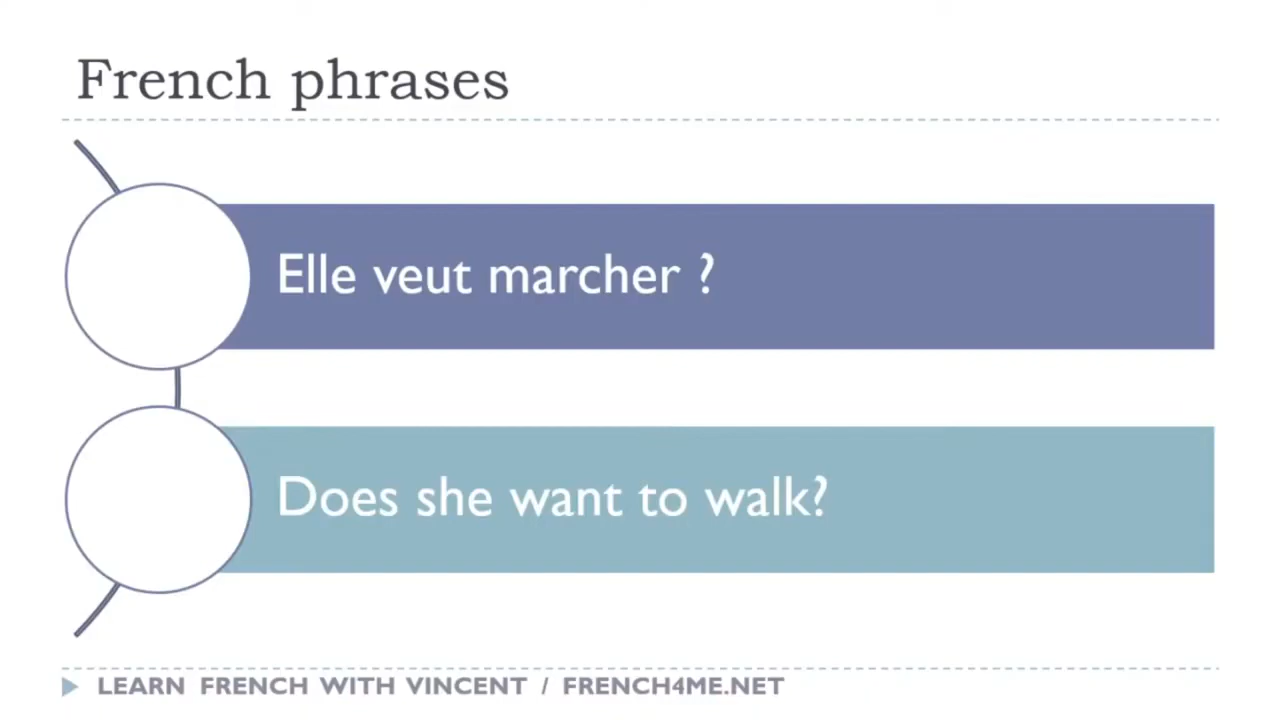 French phrases
Elle veut marcher ?
Does she want to walk?
LEARN FRENCH WITH VINCENT / FRENCH4ME.NET